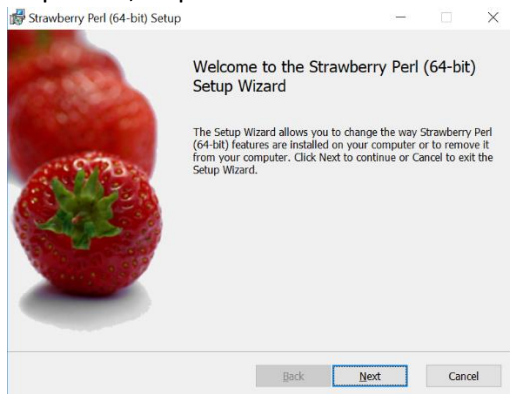 Strawberry Perl (64-bit) Setup
Welcome to the Strawberry Perl (64-bit)
Setup Wizard
The Setup Wizard allows you to change the way Strawberry Perl
(64-bit) features are installed on your computer or to remove it
from your computer. Click Next to continue or Cancel to exit the
Setup Wizard.
Back Next Cancel